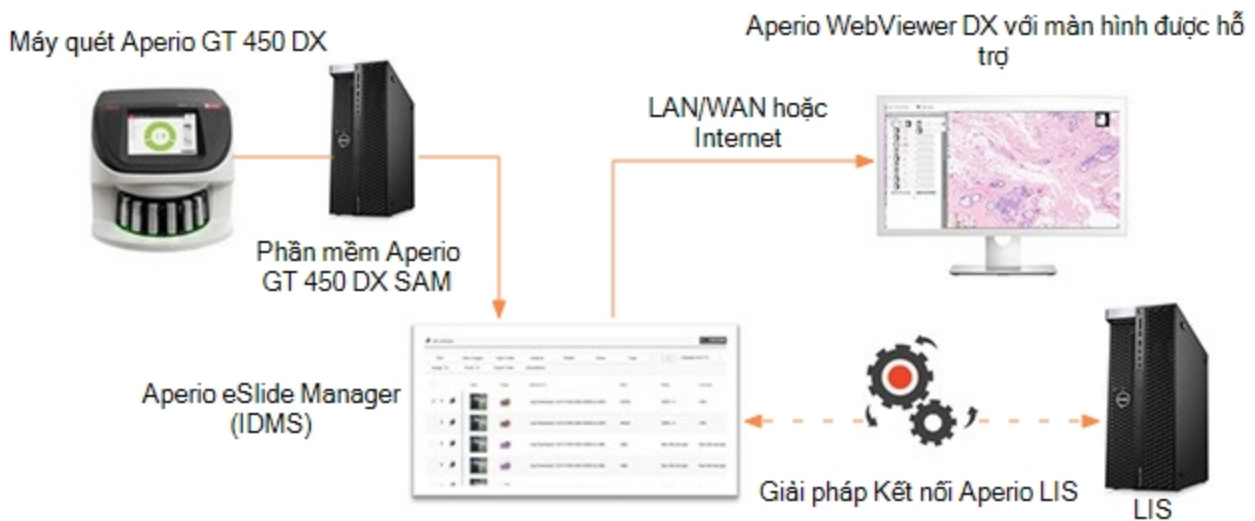 Máy quét Aperio GT 450 DX
Aperio WebViewer DX với màn hình được hỗ
trợ
LAN/WAN hoặc
Internet
Phần mềm Aperio
GT 450 DX SAM
Aperio eSlide Manager
(IDMS)
Giải pháp Kết nối Aperio LIS
LIS